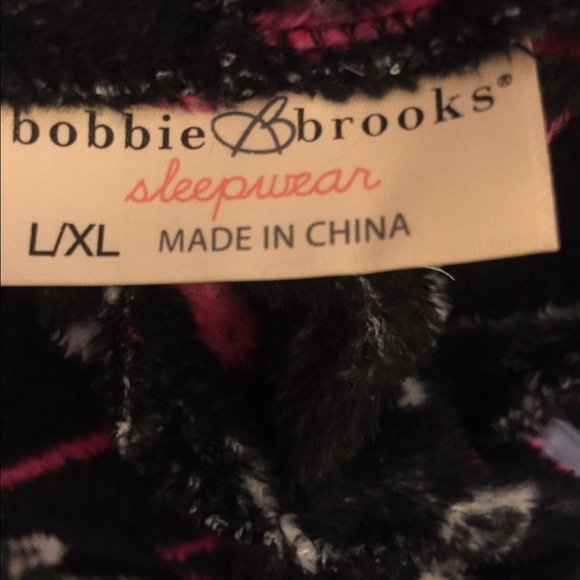 bobbie B brooks®
sleepwear
L/XL MADE IN CHINA